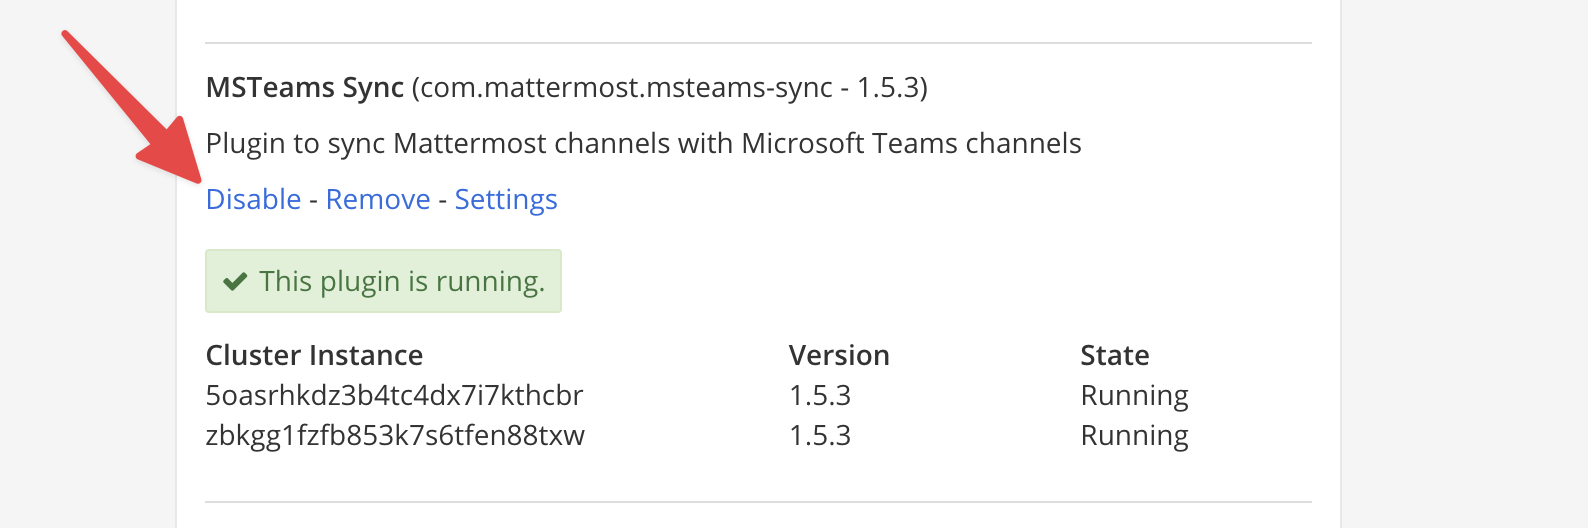 MSTeams Sync (com.mattermost.msteams-sync - 1.5.3)
Plugin to sync Mattermost channels with Microsoft Teams channels
Disable - Remove - Settings
This plugin is running.
Cluster Instance Version State
5oasrhkdz3b4tc4dx7i7kthcbr 1.5.3 Running
zbkgg1fzfb853k7s6tfen88txw 1.5.3 Running